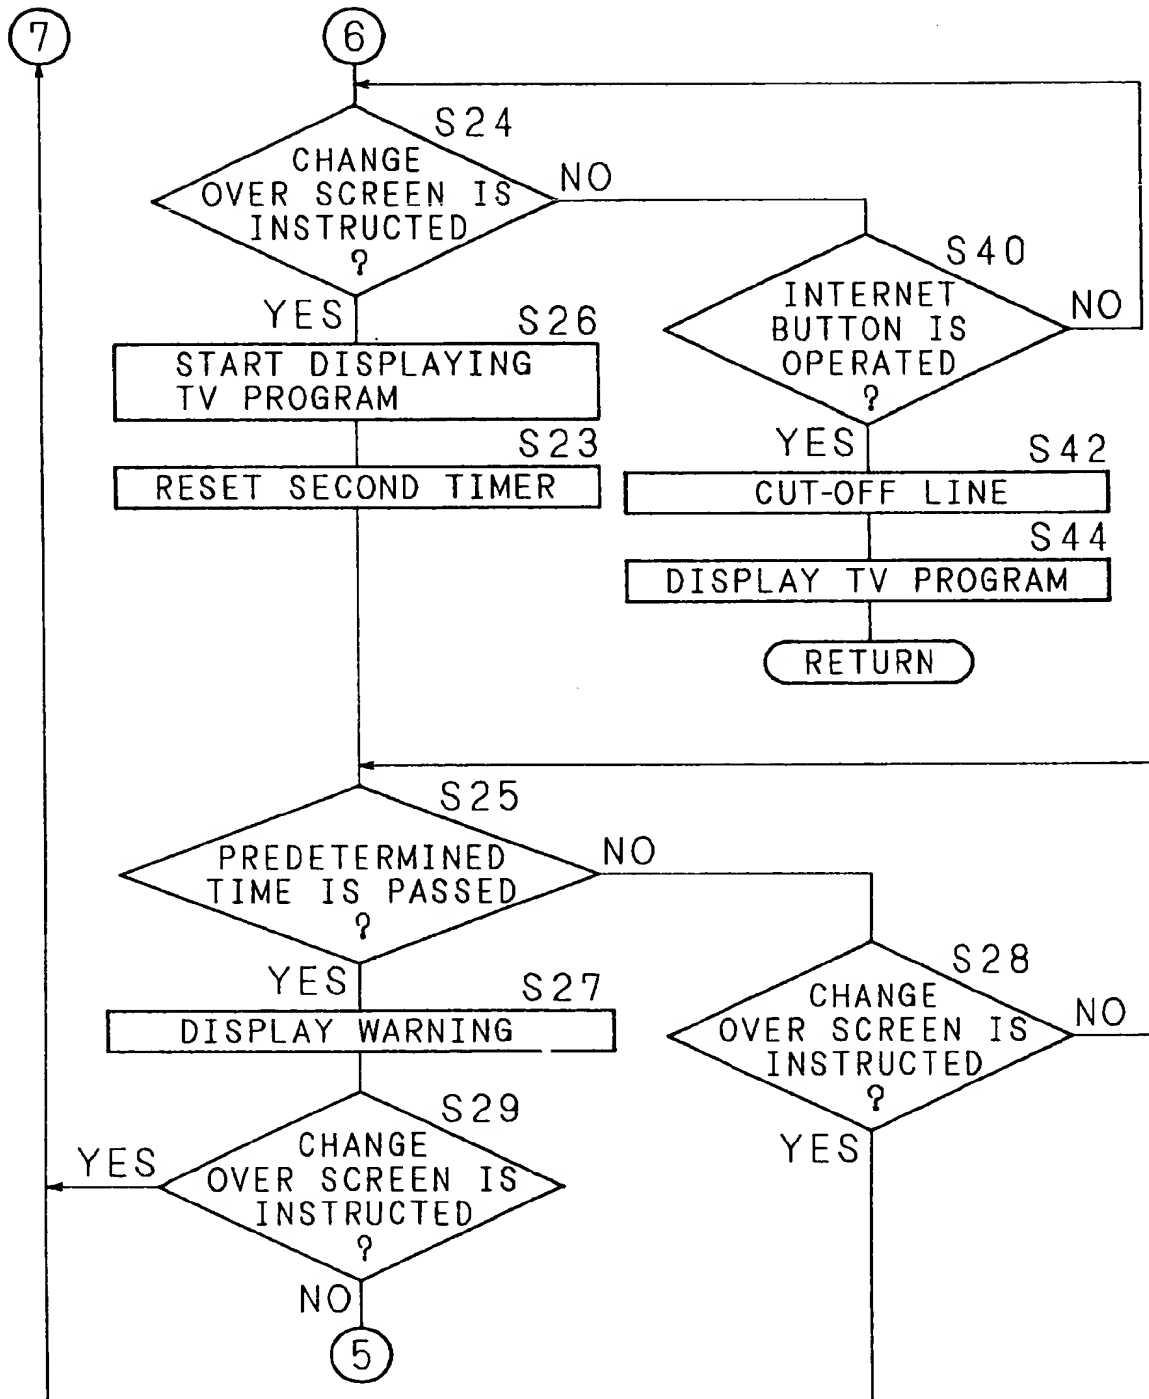 7
6
S24
CHANGE
OVER SCREEN IS
INSTRUCTED
?
NO
YES
S40
INTERNET
BUTTON IS
OPERATED
?
NO
YES
S26
START DISPLAYING
TV PROGRAM
S23
RESET SECOND TIMER
S42
CUT-OFF LINE
S44
DISPLAY TV PROGRAM
RETURN
S25
PREDETERMINED
TIME IS PASSED
?
NO
YES
S27
DISPLAY WARNING
S28
CHANGE
OVER SCREEN IS
INSTRUCTED
?
NO
YES
S29
CHANGE
OVER SCREEN IS
INSTRUCTED
?
YES
NO
5